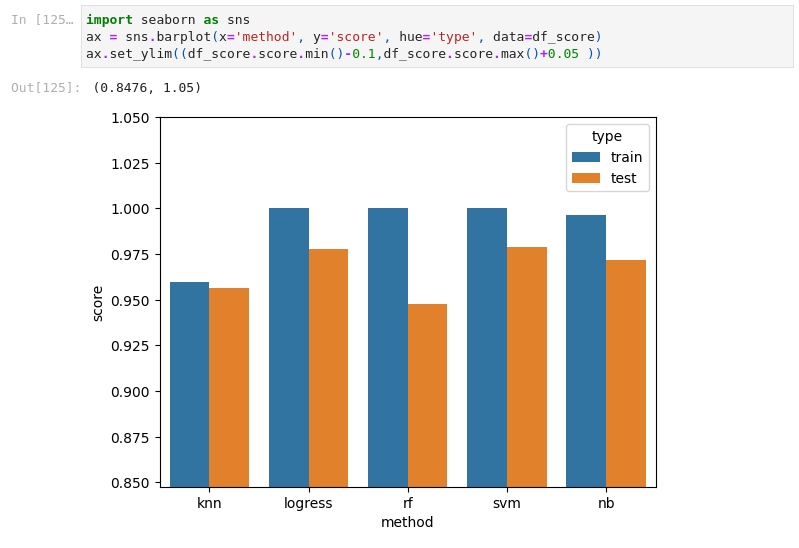 In [125…
import seaborn as sns
ax = sns.barplot(x='method', y='score', hue='type', data=df_score)
ax.set_ylim((df_score.score.min()-0.1,df_score.score.max()+0.05 ))
Out[125]: (0.8476, 1.05)
1.050
1.025
1.000
0.975
0.950
0.925
0.900
0.875
0.850
score
type
train
test
knn logress rf svm nb
method